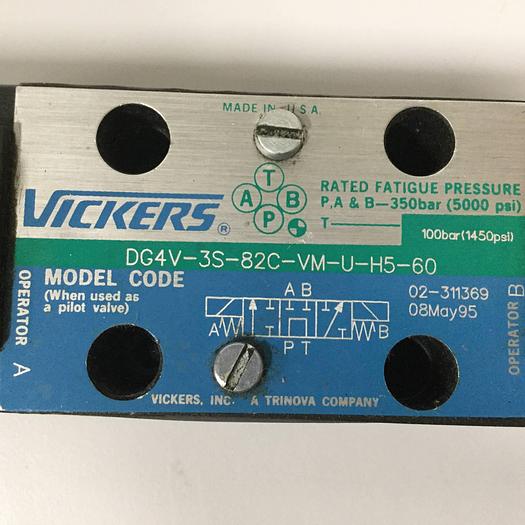 MADE IN U.S.A.
T
A B
P
VICKERS®
RATED FATIGUE PRESSURE
P,A & B—350bar (5000 psi)
T—100bar (1450psi)
DG4V-3S-82C-VM-U-H5-60
MODEL CODE
(When used as
a pilot valve)
02-311369
08May95
A B
A B
P T
OPERATOR A
OPERATOR B
VICKERS, INC. A TRINOVA COMPANY